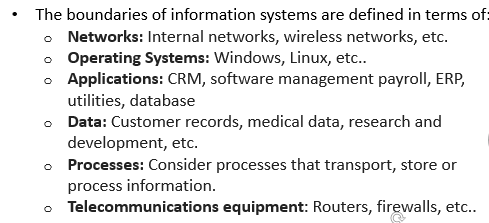 • The boundaries of information systems are defined in terms of:
o Networks: Internal networks, wireless networks, etc.
o Operating Systems: Windows, Linux, etc..
o Applications: CRM, software management payroll, ERP,
utilities, database
o Data: Customer records, medical data, research and
development, etc.
o Processes: Consider processes that transport, store or
process information.
o Telecommunications equipment: Routers, firewalls, etc..